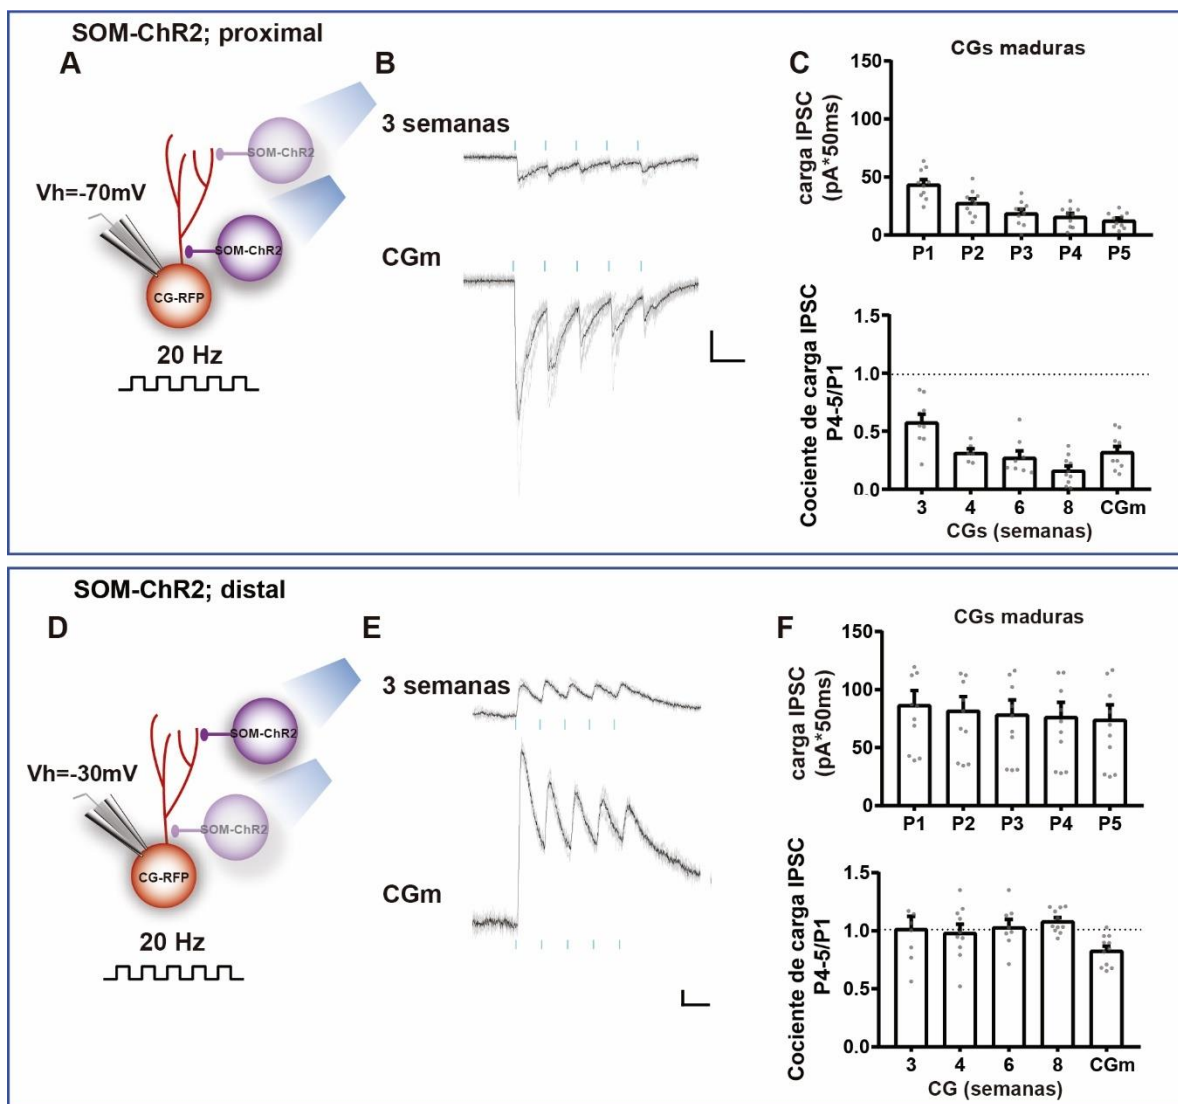 SOM-ChR2; proximal
A
SOM-ChR2
Vh=-70mV
SOM-ChR2
CG-RFP
20 Hz
B
3 semanas
CGm
C
CGs maduras
carga IPSC
(pA*50ms)
150
100
50
0
P1 P2 P3 P4 P5
Cociente de carga IPSC
P4-5/P1
1.5
1.0
0.5
0.0
3 4 6 8 CGm
CGs (semanas)
SOM-ChR2; distal
D
SOM-ChR2
Vh=-30mV
SOM-ChR2
CG-RFP
20 Hz
E
3 semanas
CGm
F
CGs maduras
carga IPSC
(pA*50ms)
150
100
50
0
P1 P2 P3 P4 P5
Cociente de carga IPSC
P4-5/P1
1.5
1.0
0.5
0.0
3 4 6 8 CGm
CG (semanas)